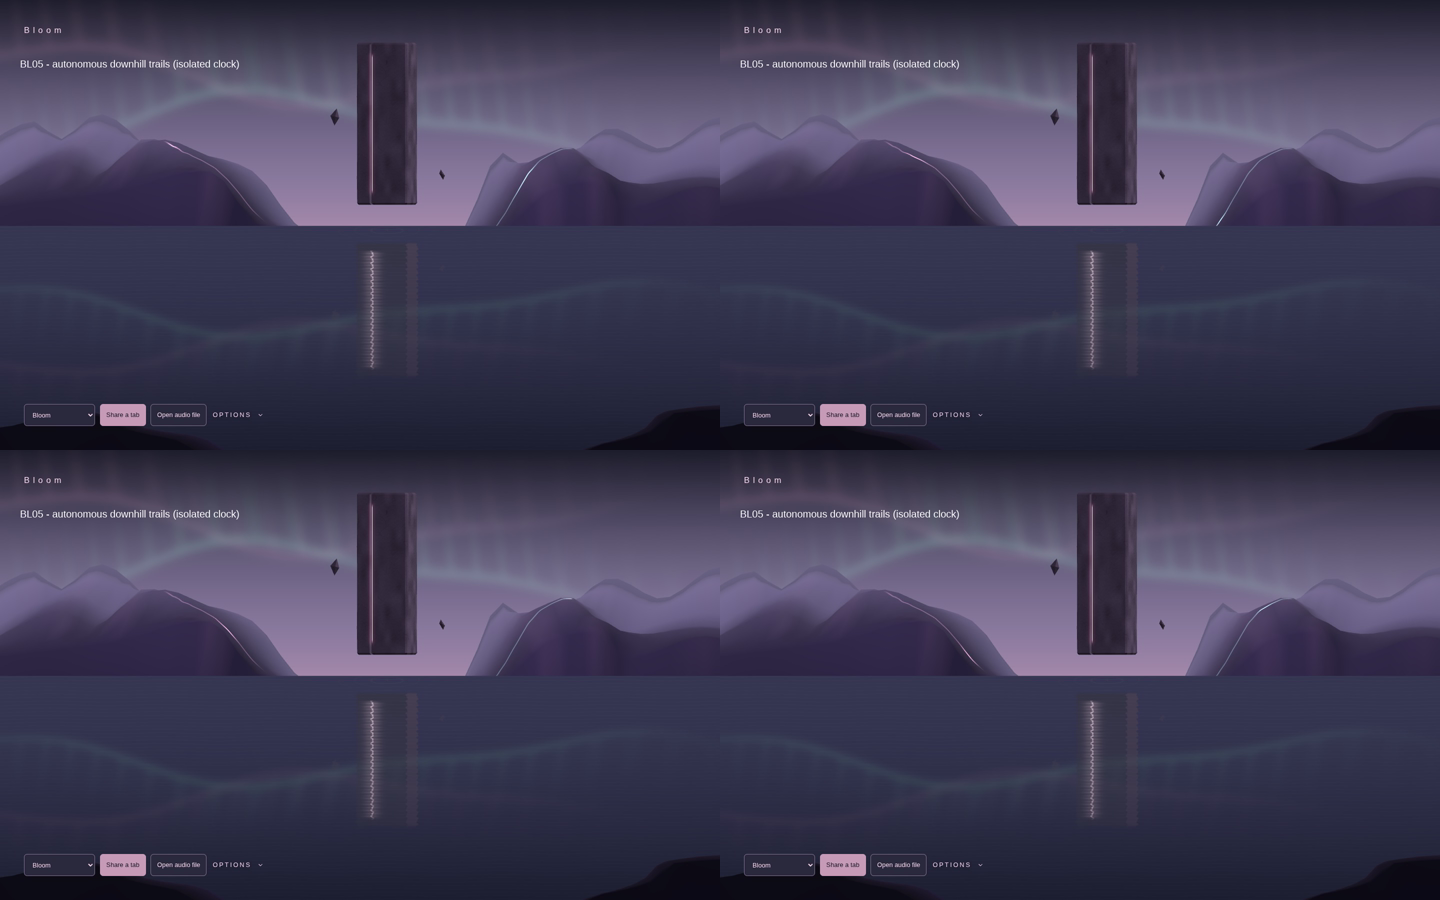 Bloom
BL05 - autonomous downhill trails (isolated clock)
Bloom
Share a tab
Open audio file
OPTIONS
Bloom
BL05 - autonomous downhill trails (isolated clock)
Bloom
Share a tab
Open audio file
OPTIONS
Bloom
BL05 - autonomous downhill trails (isolated clock)
Bloom
Share a tab
Open audio file
OPTIONS
Bloom
BL05 - autonomous downhill trails (isolated clock)
Bloom
Share a tab
Open audio file
OPTIONS